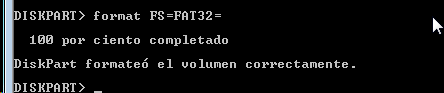 DISKPART> format FS=FAT32=
100 por ciento completado
DiskPart formateó el volumen correctamente.
DISKPART> _